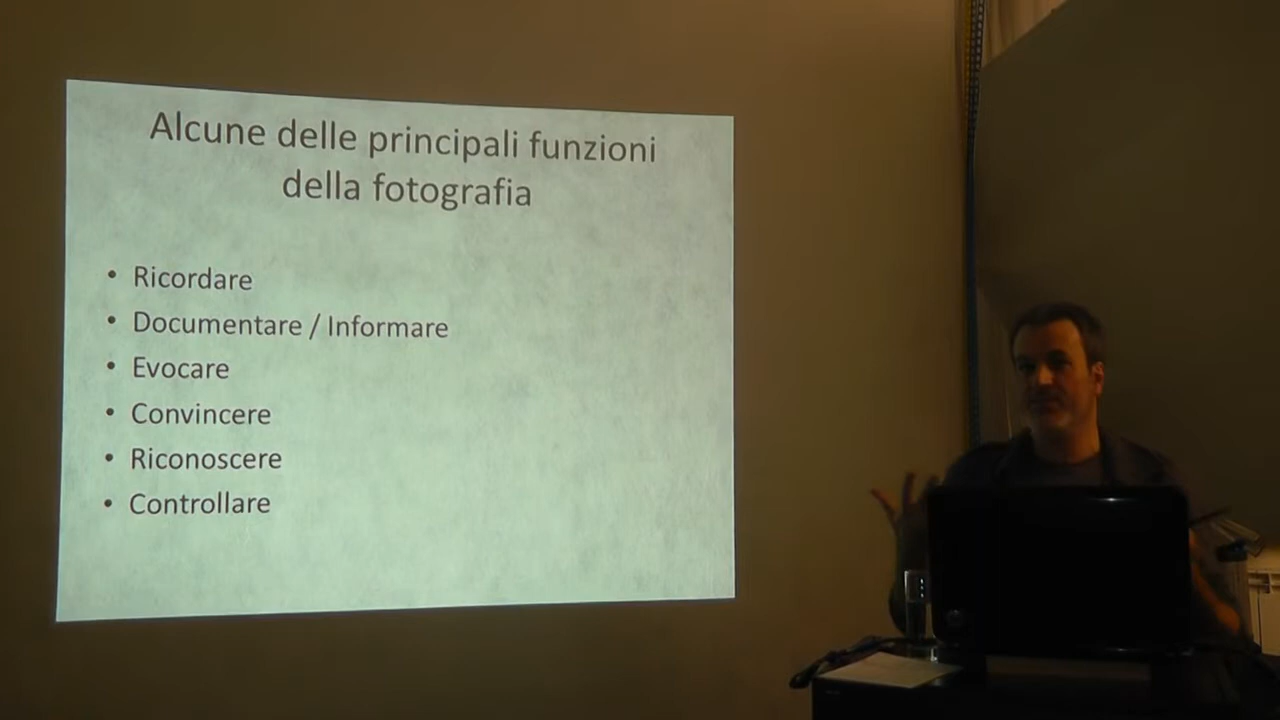 Alcune delle principali funzioni
della fotografia
• Ricordare
• Documentare / Informare
• Evocare
• Convincere
• Riconoscere
• Controllare